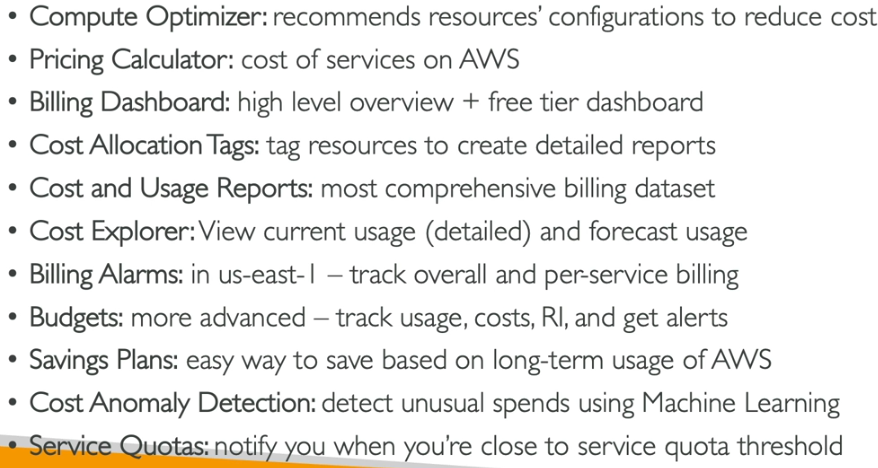 • Compute Optimizer: recommends resources’ configurations to reduce cost
• Pricing Calculator: cost of services on AWS
• Billing Dashboard: high level overview + free tier dashboard
• Cost Allocation Tags: tag resources to create detailed reports
• Cost and Usage Reports: most comprehensive billing dataset
• Cost Explorer: View current usage (detailed) and forecast usage
• Billing Alarms: in us-east-1 – track overall and per-service billing
• Budgets: more advanced – track usage, costs, RI, and get alerts
• Savings Plans: easy way to save based on long-term usage of AWS
• Cost Anomaly Detection: detect unusual spends using Machine Learning
• Service Quotas: notify you when you’re close to service quota threshold